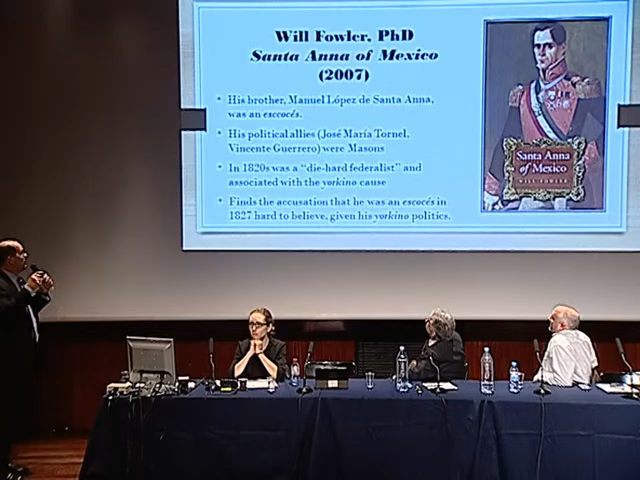 Will Fowler, PhD
Santa Anna of Mexico
(2007)
• His brother, Manuel López de Santa Anna,
was an esccocés.
• His political allies (José María Tornel,
Vincente Guerrero) were Masons
• In 1820s was a “die-hard federalist” and
associated with the yorkino cause
• Finds the accusation that he was an escocés in
1827 hard to believe, given his yorkino politics.
Santa Anna
of Mexico
WILL FOWLER